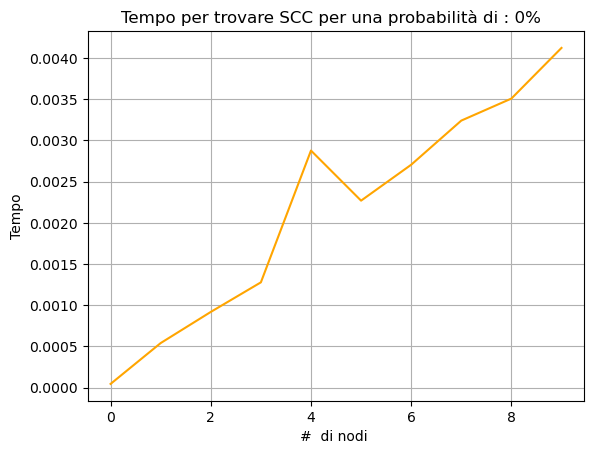 Tempo per trovare SCC per una probabilità di : 0%
0.0040
0.0035
0.0030
0.0025
0.0020
0.0015
0.0010
0.0005
0.0000
Tempo
0 2 4 6 8
#  di nodi